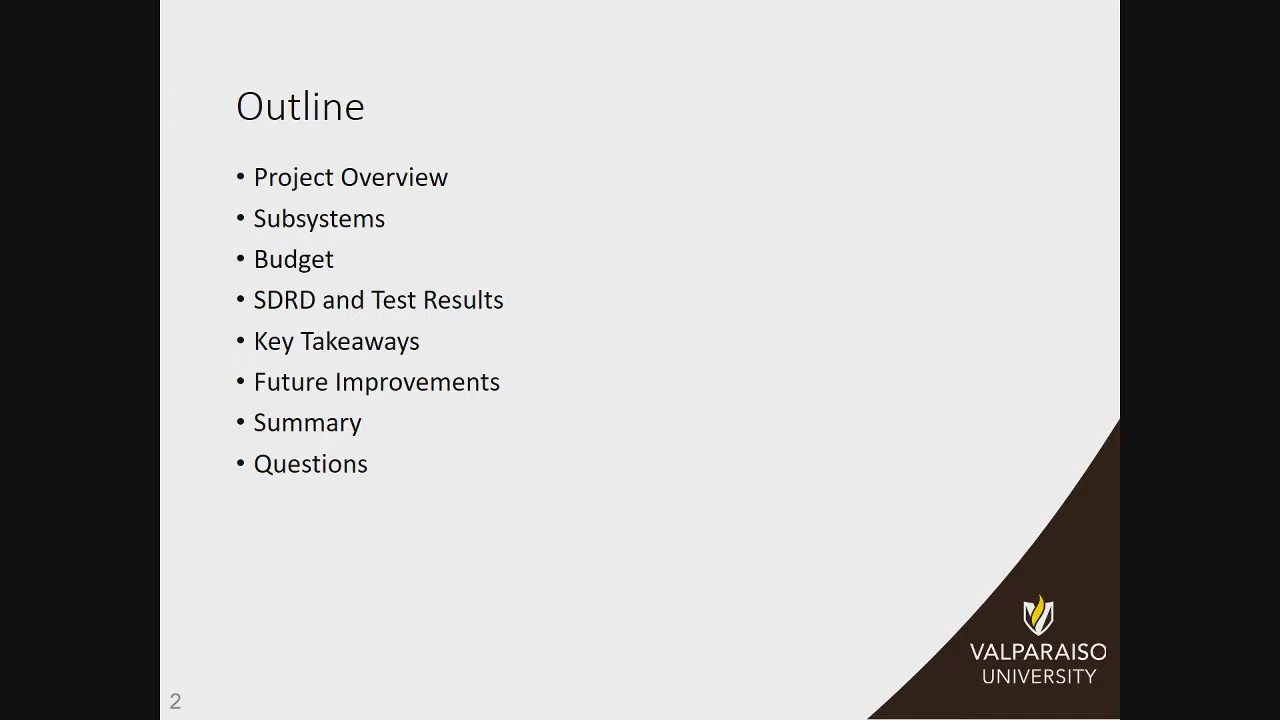 Outline
• Project Overview
• Subsystems
• Budget
• SDRD and Test Results
• Key Takeaways
• Future Improvements
• Summary
• Questions
VALPARAISO
UNIVERSITY
2